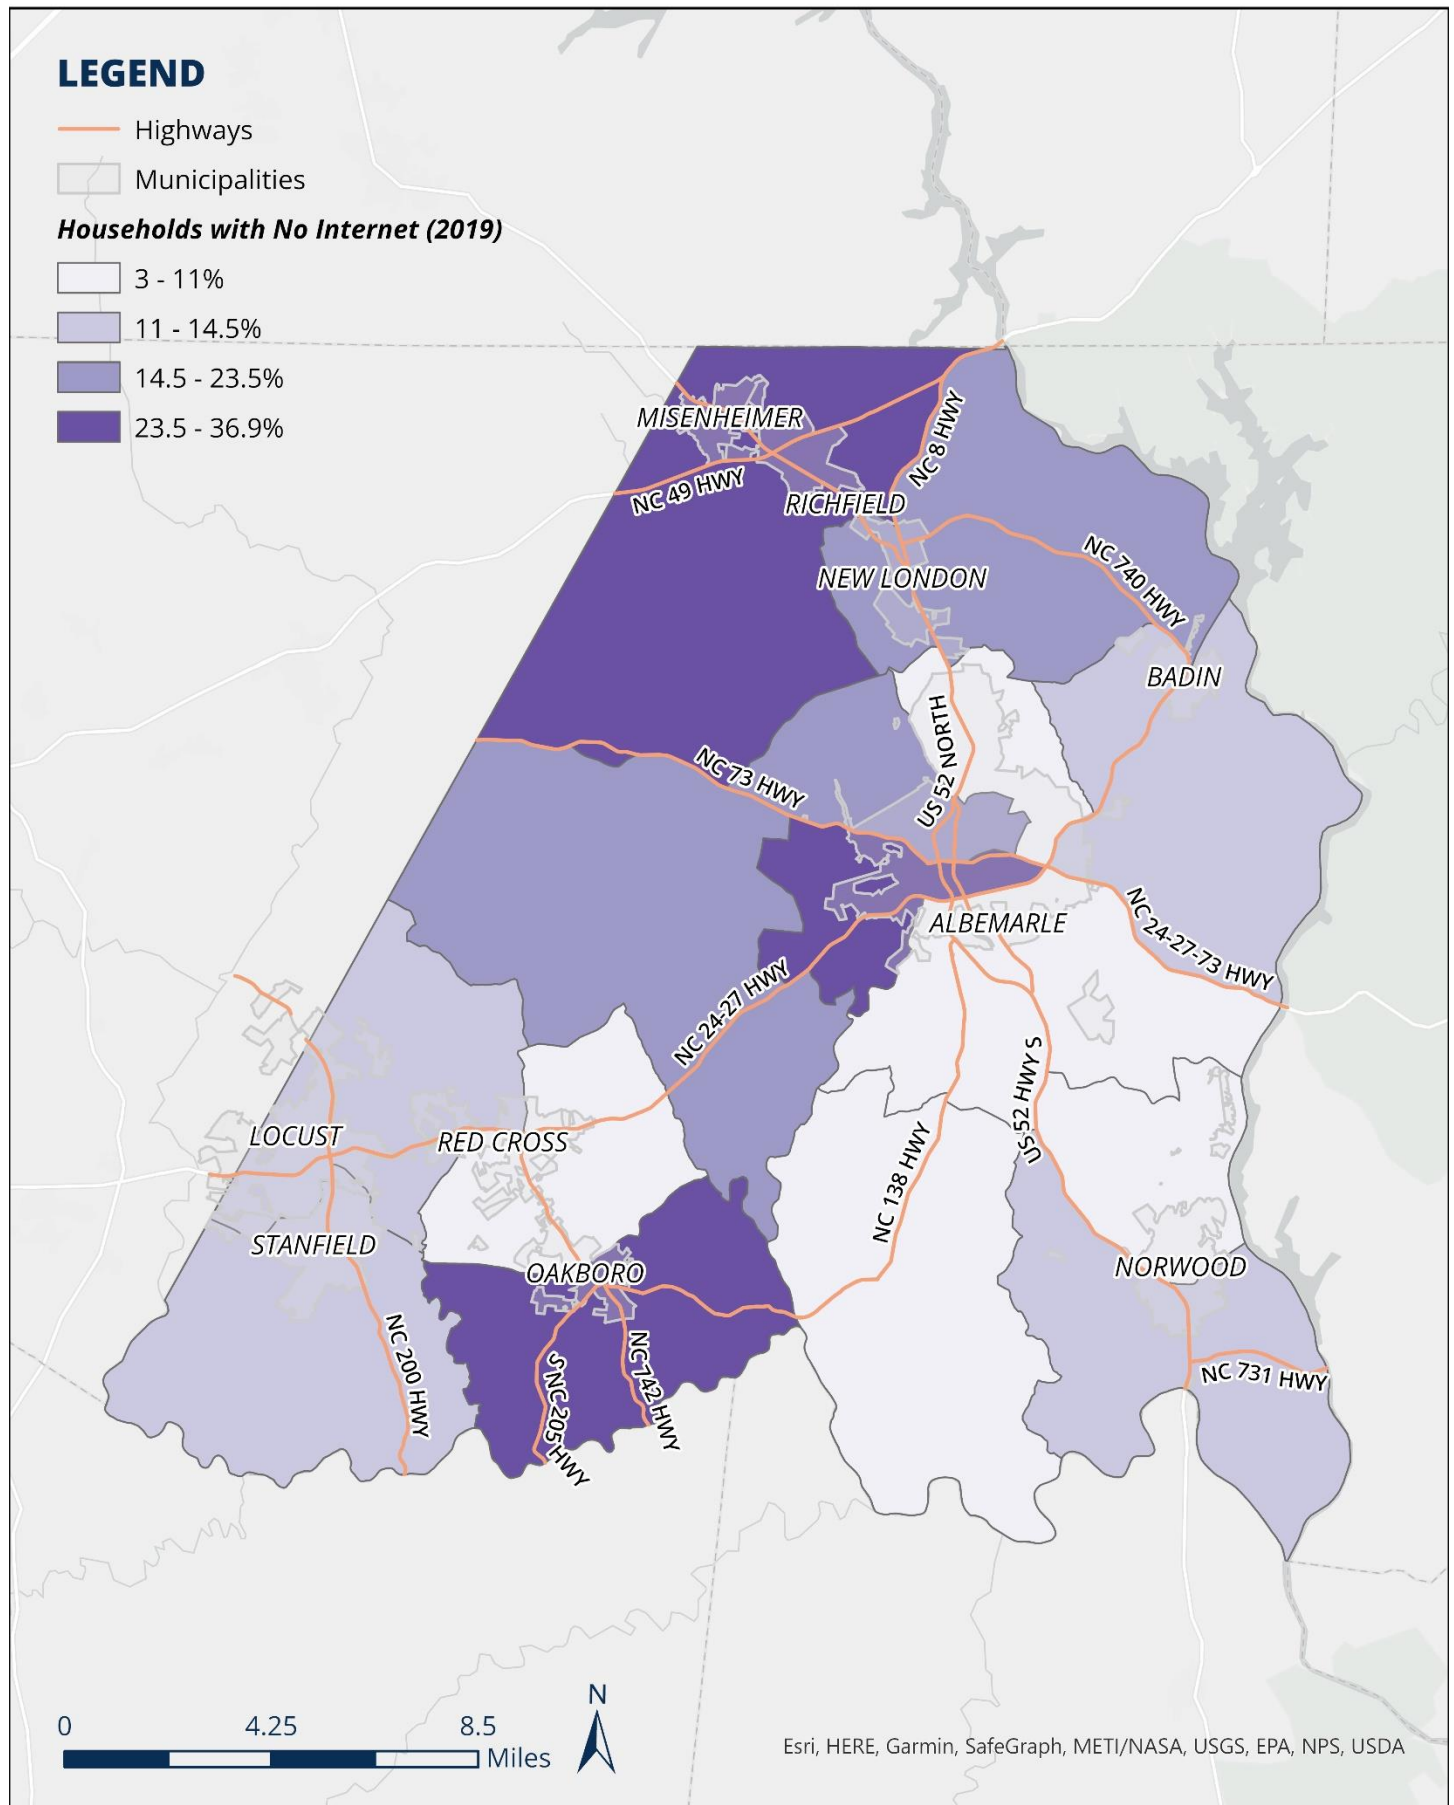 LEGEND
Highways
Municipalities
Households with No Internet (2019)
3 - 11%
11 - 14.5%
14.5 - 23.5%
23.5 - 36.9%
MISENHEIMER
NC 8 HWY
NC 49 HWY
RICHFIELD
NC 740 HWY
NEW LONDON
BADIN
US 52 NORTH
NC 73 HWY
ALBEMARLE
NC 24-27-73 HWY
NC 24-27 HWY
US-52 HWY S
LOCUST
RED CROSS
NC 138 HWY
STANFIELD
OAKBORO
NORWOOD
NC 200 HWY
S NC 205 HWY
NC 742 HWY
NC 731 HWY
N
0 4.25 8.5
Miles
Esri, HERE, Garmin, SafeGraph, METI/NASA, USGS, EPA, NPS, USDA